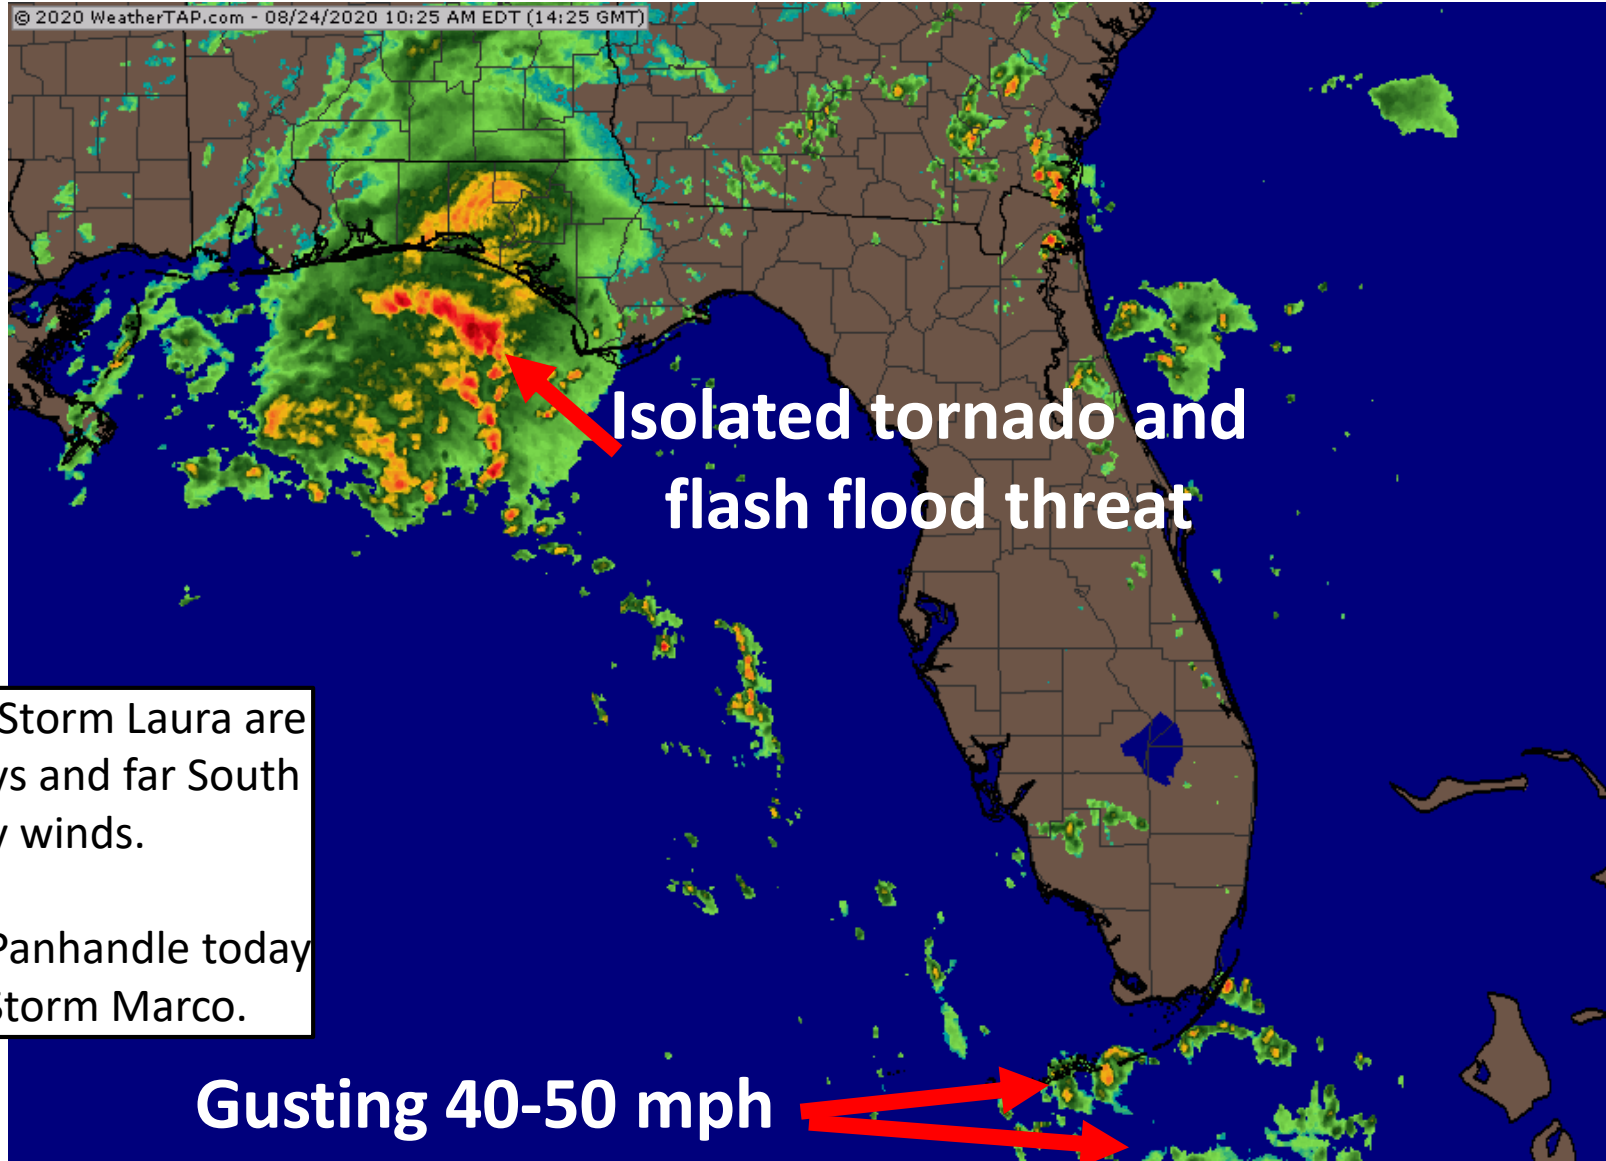 © 2020 WeatherTAP.com - 08/24/2020 10:25 AM EDT (14:25 GMT)
Isolated tornado and
flash flood threat
Storm Laura are
and far South
winds.
Panhandle today
Storm Marco.
Gusting 40-50 mph